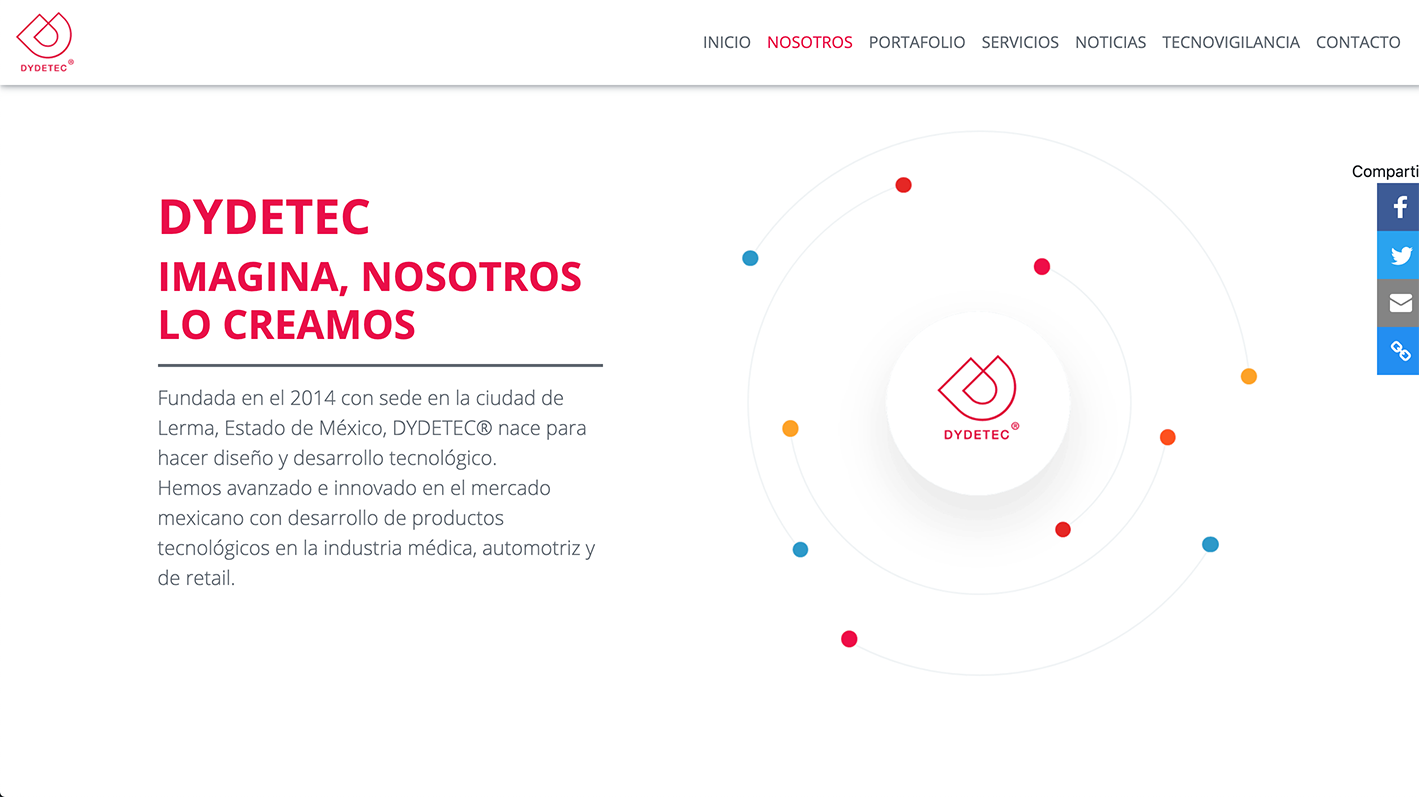 DYDETEC®
INICIO NOSOTROS PORTAFOLIO SERVICIOS NOTICIAS TECNOVIGILANCIA CONTACTO
Comparti
DYDETEC
IMAGINA, NOSOTROS
LO CREAMOS
Fundada en el 2014 con sede en la ciudad de
Lerma, Estado de México, DYDETEC® nace para
hacer diseño y desarrollo tecnológico.
Hemos avanzado e innovado en el mercado
mexicano con desarrollo de productos
tecnológicos en la industria médica, automotriz y
de retail.
DYDETEC®